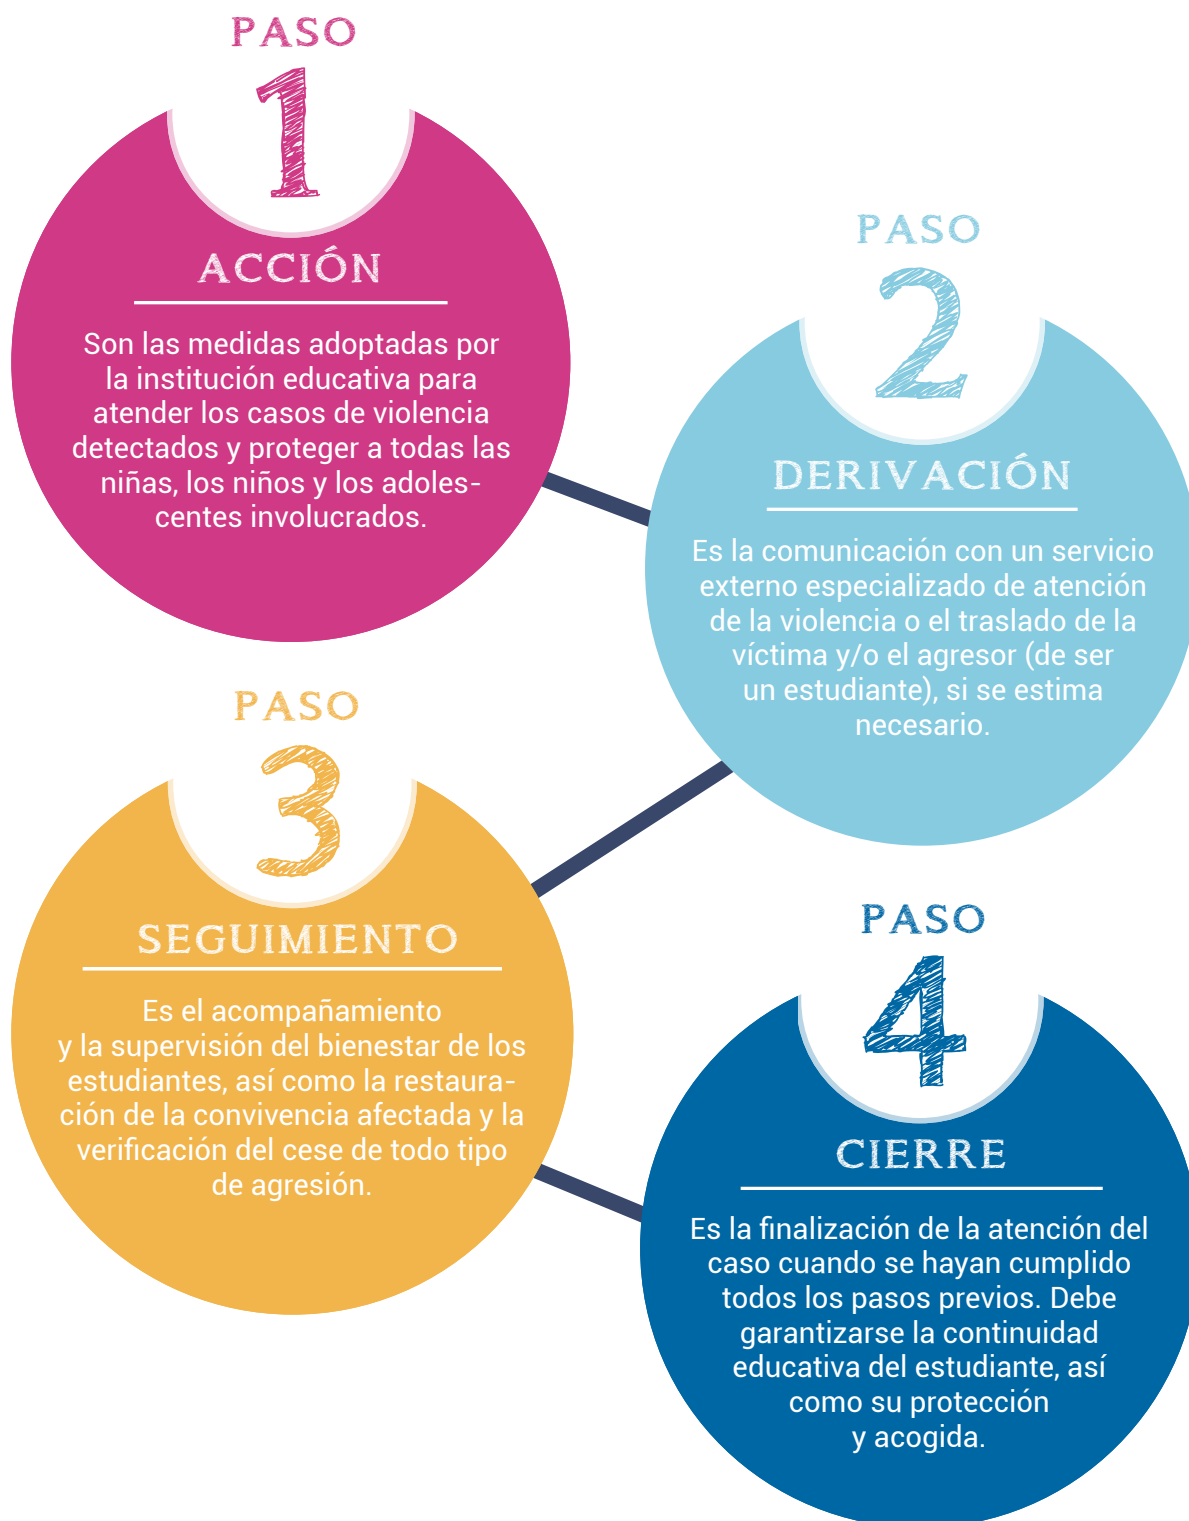 PASO
1
ACCIÓN
Son las medidas adoptadas por
la institución educativa para
atender los casos de violencia
detectados y proteger a todas las
niñas, los niños y los adoles-
centes involucrados.
PASO
2
DERIVACIÓN
Es la comunicación con un servicio
externo especializado de atención
de la violencia o el traslado de la
víctima y/o el agresor (de ser
un estudiante), si se estima
necesario.
PASO
3
SEGUIMIENTO
Es el acompañamiento
y la supervisión del bienestar de los
estudiantes, así como la restaura-
ción de la convivencia afectada y la
verificación del cese de todo tipo
de agresión.
PASO
4
CIERRE
Es la finalización de la atención del
caso cuando se hayan cumplido
todos los pasos previos. Debe
garantizarse la continuidad
educativa del estudiante, así
como su protección
y acogida.